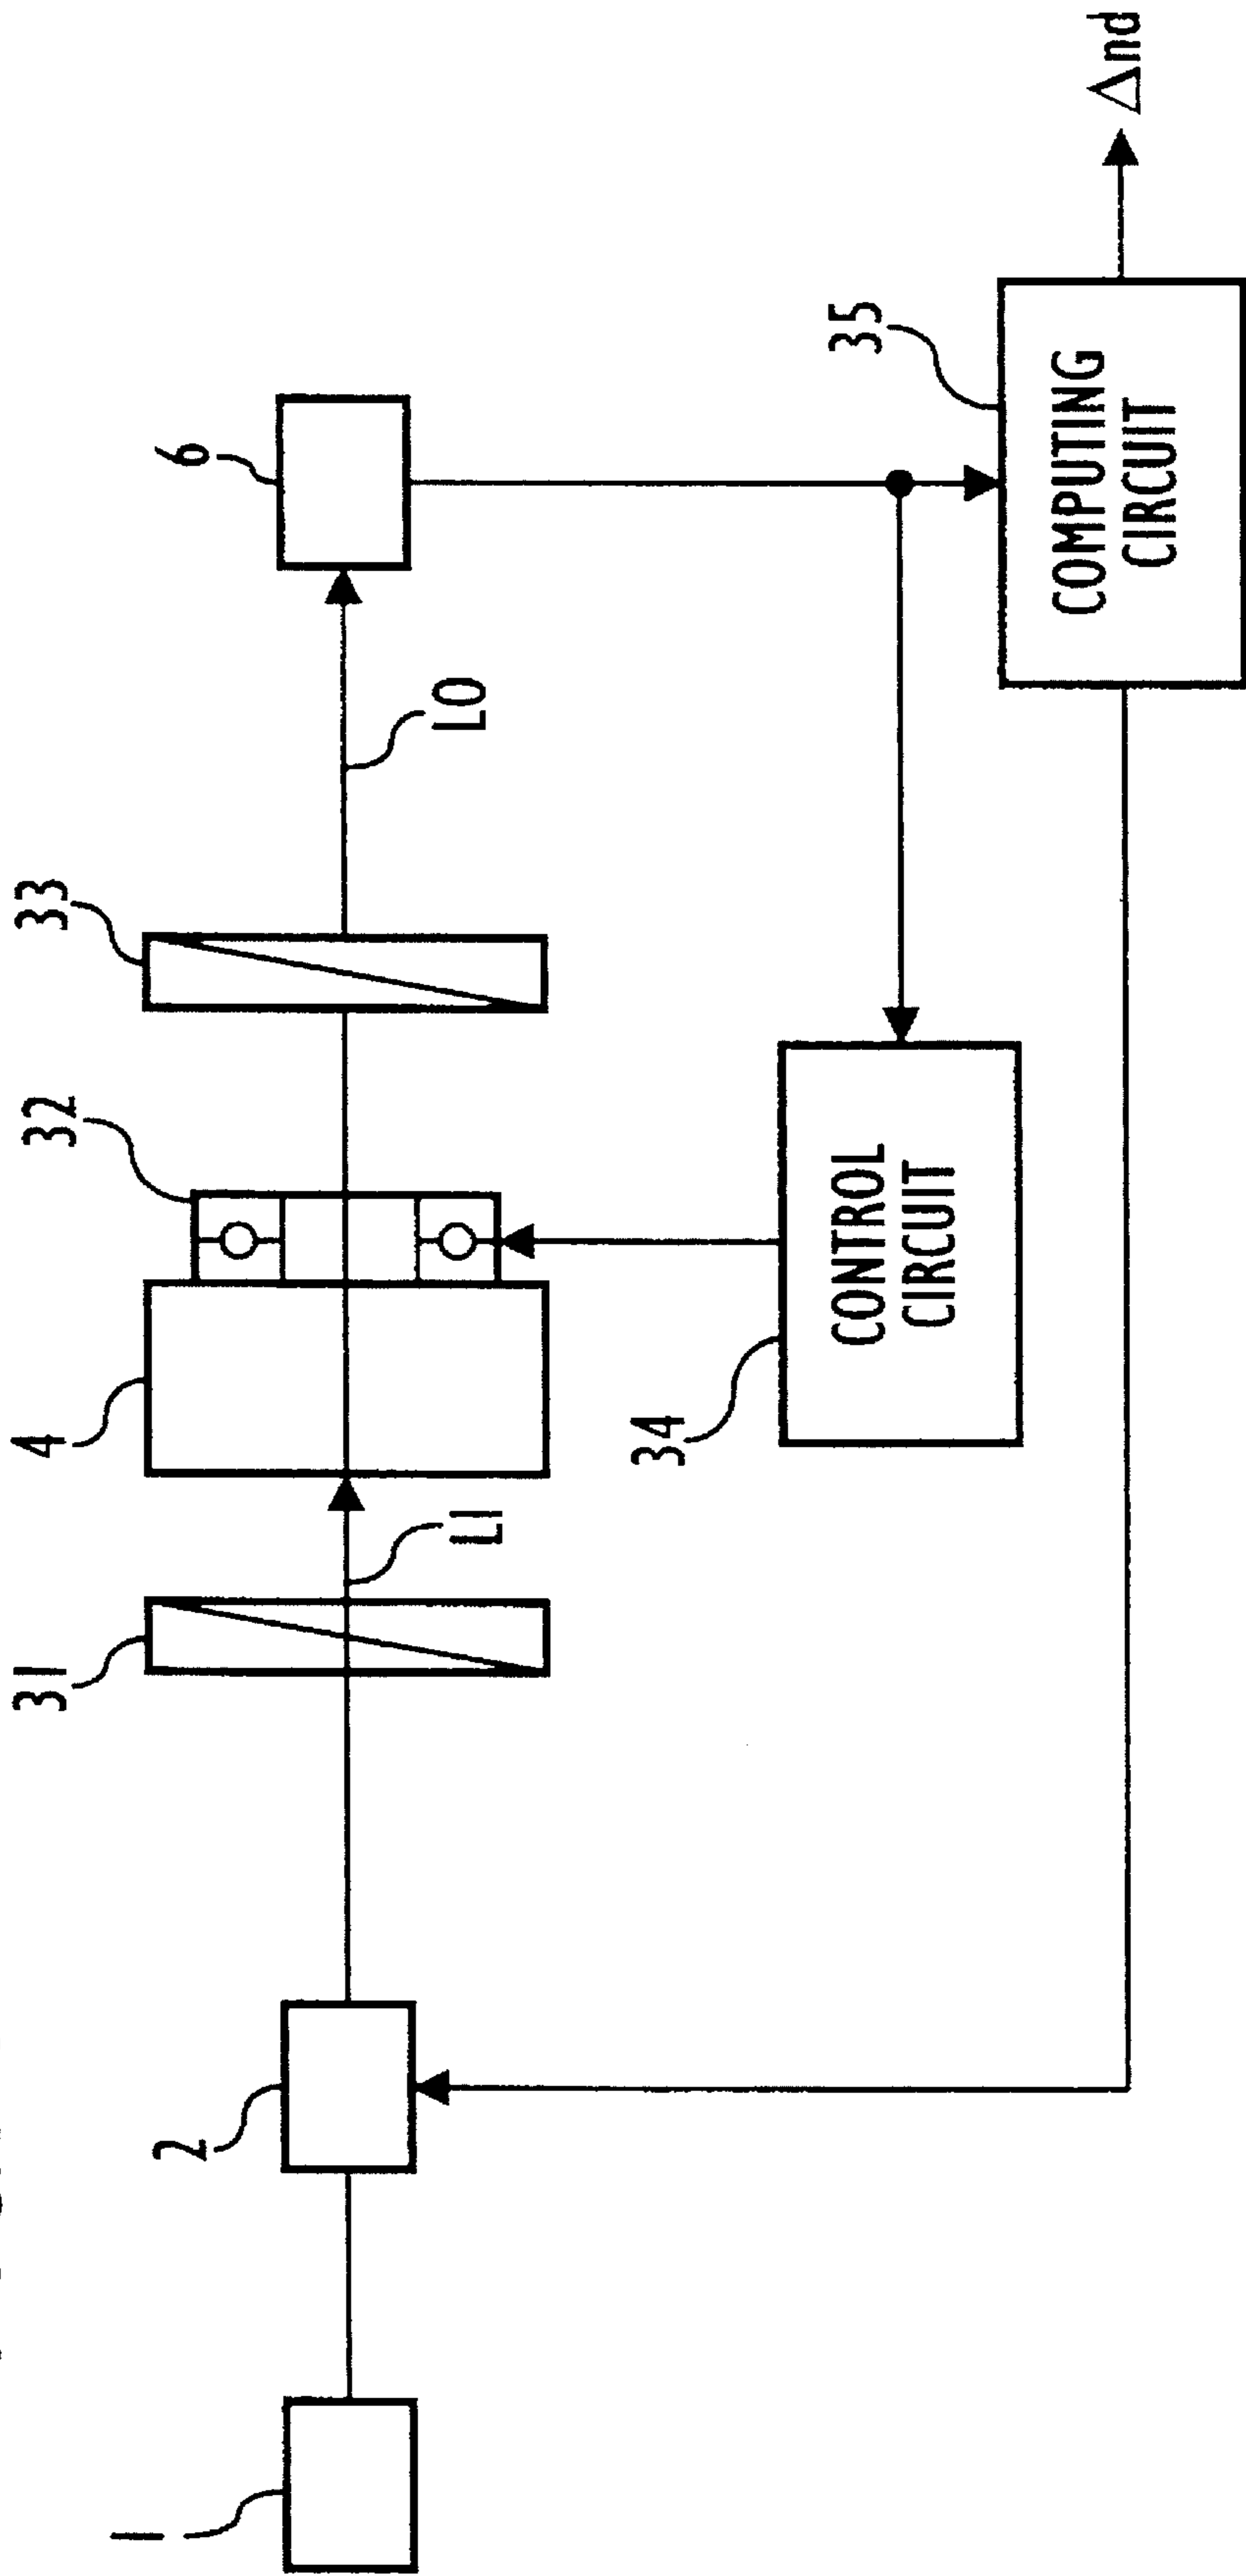 1
2
31
LI
4
32
33
LO
6
34
CONTROL
CIRCUIT
35
COMPUTING
CIRCUIT
Δnd